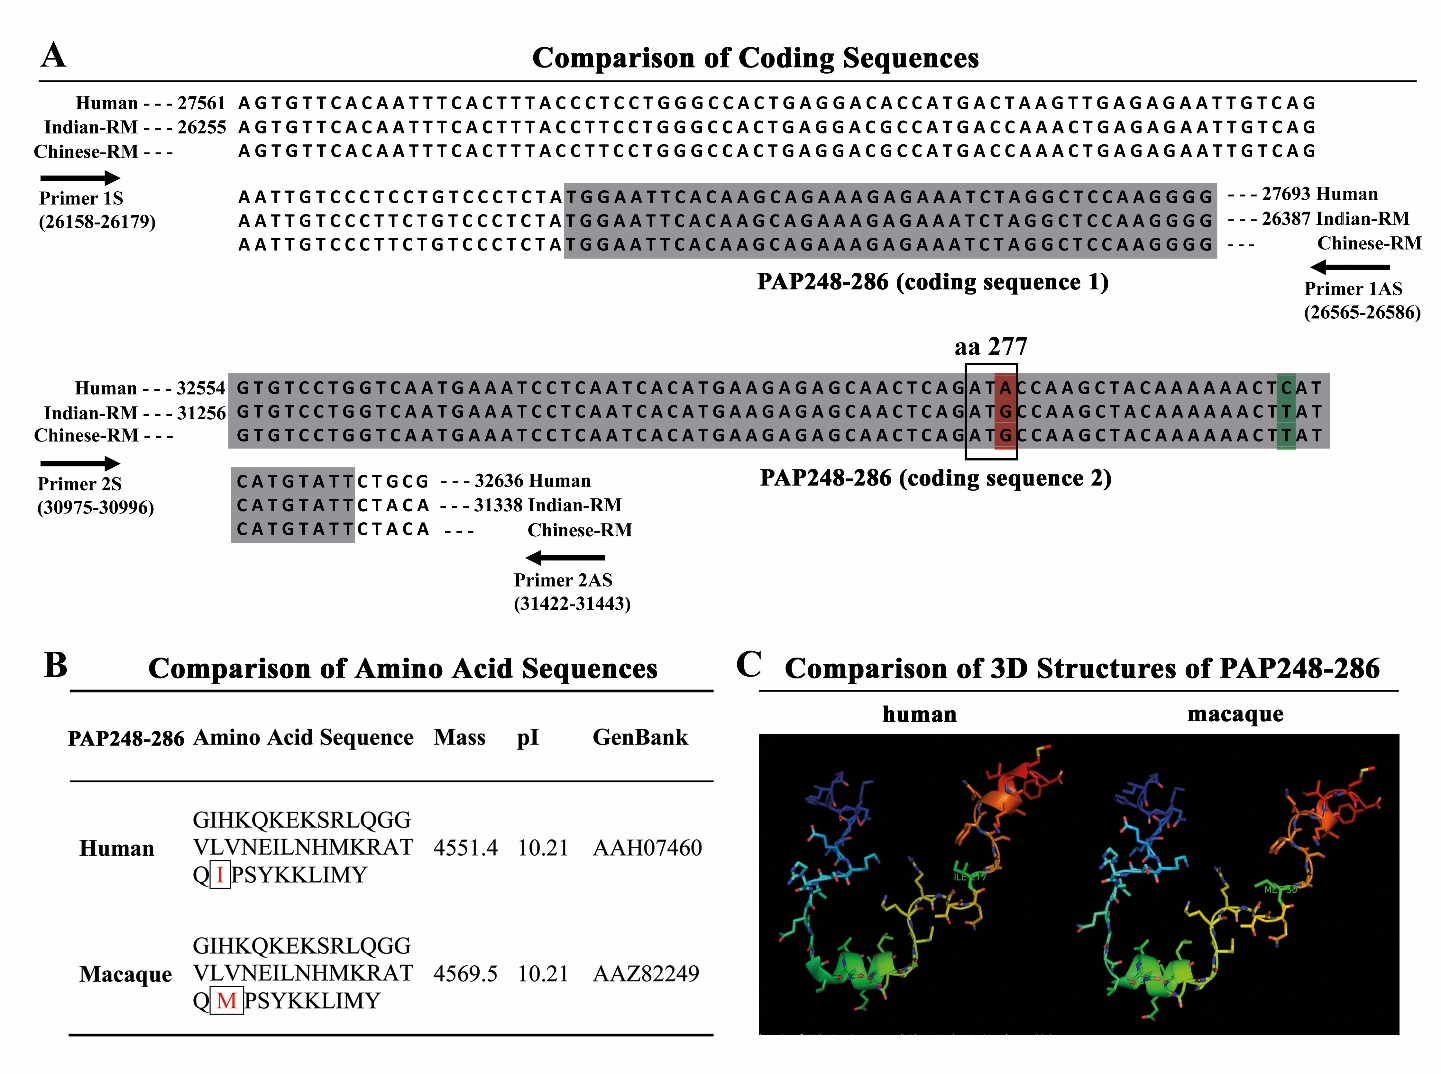 A
Comparison of Coding Sequences
Human --- 27561 AGTGTTCACAATTTCACTTTACCCTCCTGGGCCACTGAGGACACCATGACTAAGTTGAGAGAATTGTCAG
Indian-RM --- 26255 AGTGTTCACAATTTCACTTTACCTTCCTGGGCCACTGAGGACGCCATGACCAAACTGAGAGAATTGTCAG
Chinese-RM --- AGTGTTCACAATTTCACTTTACCTTCCTGGGCCACTGAGGACGCCATGACCAAACTGAGAGAATTGTCAG
Primer 1S
(26158-26179)
AATTGTCCCTCCTGTCCCTCTATGGAATTCACAAGCAGAAAGAGAAATCTAGGCTCCAAGGGG --- 27693 Human
AATTGTCCCTTCTGTCCCTCTATGGAATTCACAAGCAGAAAGAGAAATCTAGGCTCCAAGGGG --- 26387 Indian-RM
AATTGTCCCTTCTGTCCCTCTATGGAATTCACAAGCAGAAAGAGAAATCTAGGCTCCAAGGGG --- Chinese-RM
PAP248-286 (coding sequence 1)
Primer 1AS
(26565-26586)
aa 277
Human --- 32554 GTGTCCTGGTCAATGAAATCCTCAATCACATGAAGAGAGCAACTCAGATACCAAGCTACAAAAAACTCAT
Indian-RM --- 31256 GTGTCCTGGTCAATGAAATCCTCAATCACATGAAGAGAGCAACTCAGATGCCAAGCTACAAAAAACTTAT
Chinese-RM --- GTGTCCTGGTCAATGAAATCCTCAATCACATGAAGAGAGCAACTCAGATGCCAAGCTACAAAAAACTTAT
Primer 2S
(30975-30996)
PAP248-286 (coding sequence 2)
CATGTATTCTGCG --- 32636 Human
CATGTATTCTACA --- 31338 Indian-RM
CATGTATTCTACA --- Chinese-RM
Primer 2AS
(31422-31443)
B
Comparison of Amino Acid Sequences
PAP248-286 Amino Acid Sequence Mass pI GenBank
GIHKQKEKSRLQGG
Human VLVNEILNHMKRAT 4551.4 10.21 AAH07460
QIPSYKKLIMY
GIHKQKEKSRLQGG
Macaque VLVNEILNHMKRAT 4569.5 10.21 AAZ82249
QMPSYKKLIMY
C
Comparison of 3D Structures of PAP248-286
human macaque